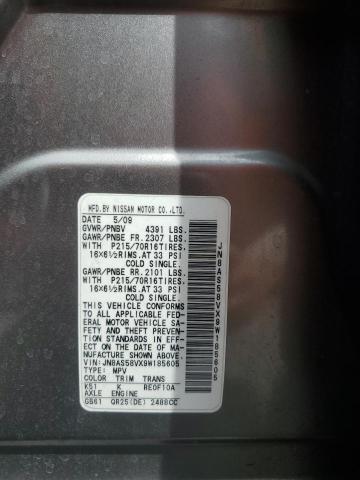 MFD.BY NISSAN MOTOR CO.,LTD.
DATE 5/09
GVWR/PNBV 4391 LBS.
GAWR/PNBE FR. 2307 LBS.
WITH P215/70R16TIRES.
16×6½RIMS.AT 33 PSI
COLD SINGLE.
GAWR/PNBE RR. 2101 LBS.
WITH P215/70R16TIRES.
16×6½RIMS.AT 33 PSI
COLD SINGLE.
THIS VEHICLE CONFORMS
TO ALL APPLICABLE FED-
ERAL MOTOR VEHICLE SA-
FETY AND THEFT PREVEN-
TION STANDARDS IN EFF-
ECT ON THE DATE OF MA-
NUFACTURE SHOWN ABOVE.
VIN:JN8AS58VX9W185605
TYPE: MPV
COLOR TRIM TRANS
K51 K RE0F10A
AXLE ENGINE
GB61 QR25(DE) 2488CC
JN8AS58VX9W185605